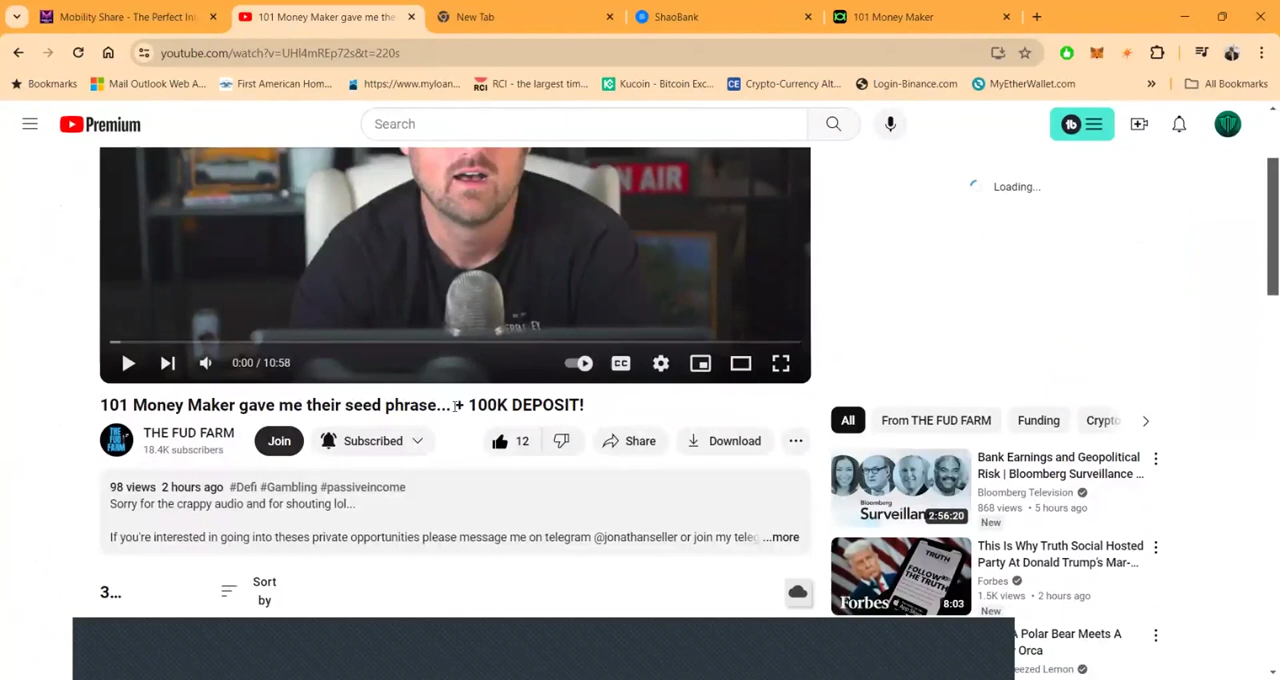 Mobility Share - The Perfect In
101 Money Maker gave me the
New Tab
ShaoBank
101 Money Maker
youtube.com/watch?v=UHl4mREp72s&t=220s
Bookmarks
Mail Outlook Web A...
First American Hom...
https://www.myloan...
RCI - the largest tim...
Kucoin - Bitcoin Exc...
Crypto-Currency Alt...
Login-Binance.com
MyEtherWallet.com
All Bookmarks
Premium
Search
N AIR
Loading...
0:00 / 10:58
CC
101 Money Maker gave me their seed phrase... + 100K DEPOSIT!
THE FUD FARM
18.4K subscribers
Join
Subscribed
12
Share
Download
98 views 2 hours ago #Defi #Gambling #passiveincome
Sorry for the crappy audio and for shouting lol...
If you're interested in going into theses private opportunities please message me on telegram @jonathanseller or join my teleg ...more
3...
Sort
by
All
From THE FUD FARM
Funding
Crypto
Bank Earnings and Geopolitical
Risk | Bloomberg Surveillance ...
Bloomberg Television
868 views • 5 hours ago
New
Surveillan
2:56:20
This Is Why Truth Social Hosted
Party At Donald Trump's Mar-...
Forbes
1.5K views • 2 hours ago
New
TRUTH
FOLLOW
THE TRUTH
Forbes
8:03
A Polar Bear Meets A
Orca
eezed Lemon